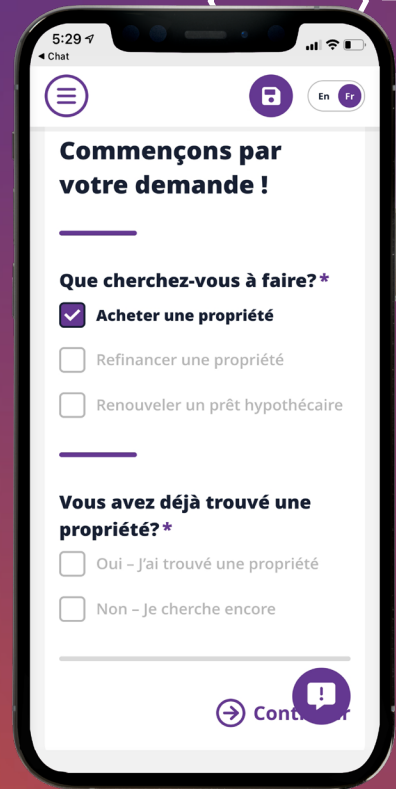 5:29
◄ Chat
En Fr
Commençons par
votre demande !
Que cherchez-vous à faire?*
Acheter une propriété
Refinancer une propriété
Renouveler un prêt hypothécaire
Vous avez déjà trouvé une
propriété?*
Oui – J'ai trouvé une propriété
Non – Je cherche encore